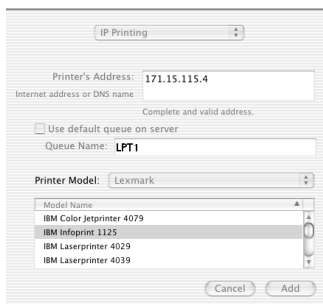 IP Printing
Printer's Address: 171.15.115.4
Internet address or DNS name
Complete and valid address.
Use default queue on server
Queue Name: LPT1
Printer Model: Lexmark
Model Name
IBM Color Jetprinter 4079
IBM Infoprint 1125
IBM Laserprinter 4029
IBM Laserprinter 4039
Cancel Add